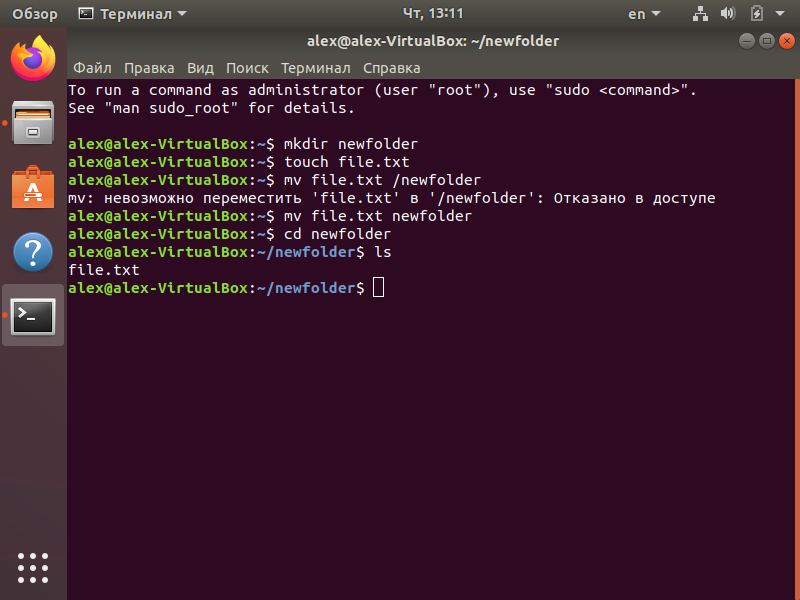 Обзор Терминал Чт, 13:11 en
alex@alex-VirtualBox: ~/newfolder
Файл Правка Вид Поиск Терминал Справка
To run a command as administrator (user "root"), use "sudo <command>".
See "man sudo_root" for details.
alex@alex-VirtualBox:~$ mkdir newfolder
alex@alex-VirtualBox:~$ touch file.txt
alex@alex-VirtualBox:~$ mv file.txt /newfolder
mv: невозможно переместить 'file.txt' в '/newfolder': Отказано в доступе
alex@alex-VirtualBox:~$ mv file.txt newfolder
alex@alex-VirtualBox:~$ cd newfolder
alex@alex-VirtualBox:~/newfolder$ ls
file.txt
alex@alex-VirtualBox:~/newfolder$